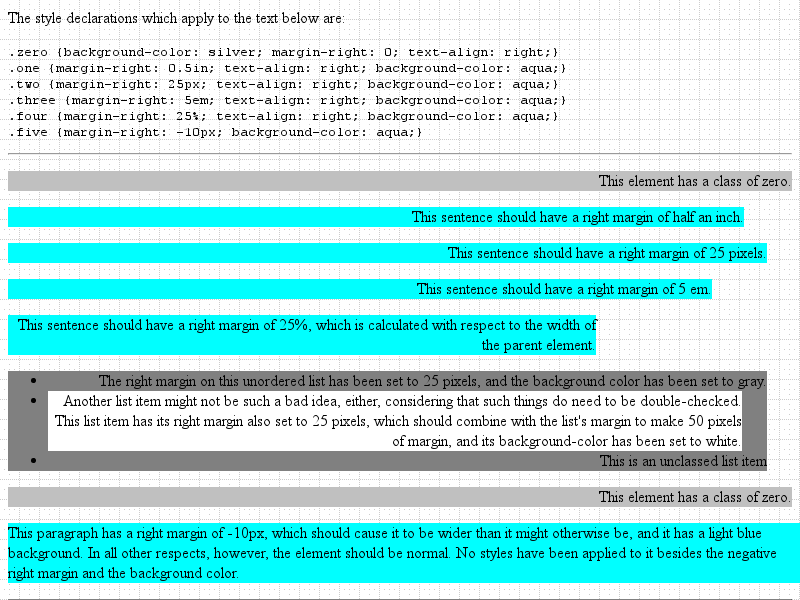 The style declarations which apply to the text below are:
.zero {background-color: silver; margin-right: 0; text-align: right;}
.one {margin-right: 0.5in; text-align: right; background-color: aqua;}
.two {margin-right: 25px; text-align: right; background-color: aqua;}
.three {margin-right: 5em; text-align: right; background-color: aqua;}
.four {margin-right: 25%; text-align: right; background-color: aqua;}
.five {margin-right: -10px; background-color: aqua;}
This element has a class of zero.
This sentence should have a right margin of half an inch.
This sentence should have a right margin of 25 pixels.
This sentence should have a right margin of 5 em.
This sentence should have a right margin of 25%, which is calculated with respect to the width of
the parent element.
The right margin on this unordered list has been set to 25 pixels, and the background color has been set to gray.
Another list item might not be such a bad idea, either, considering that such things do need to be double-checked.
This list item has its right margin also set to 25 pixels, which should combine with the list's margin to make 50 pixels
of margin, and its background-color has been set to white.
This is an unclassed list item
This element has a class of zero.
This paragraph has a right margin of -10px, which should cause it to be wider than it might otherwise be, and it has a light blue
background. In all other respects, however, the element should be normal. No styles have been applied to it besides the negative
right margin and the background color.